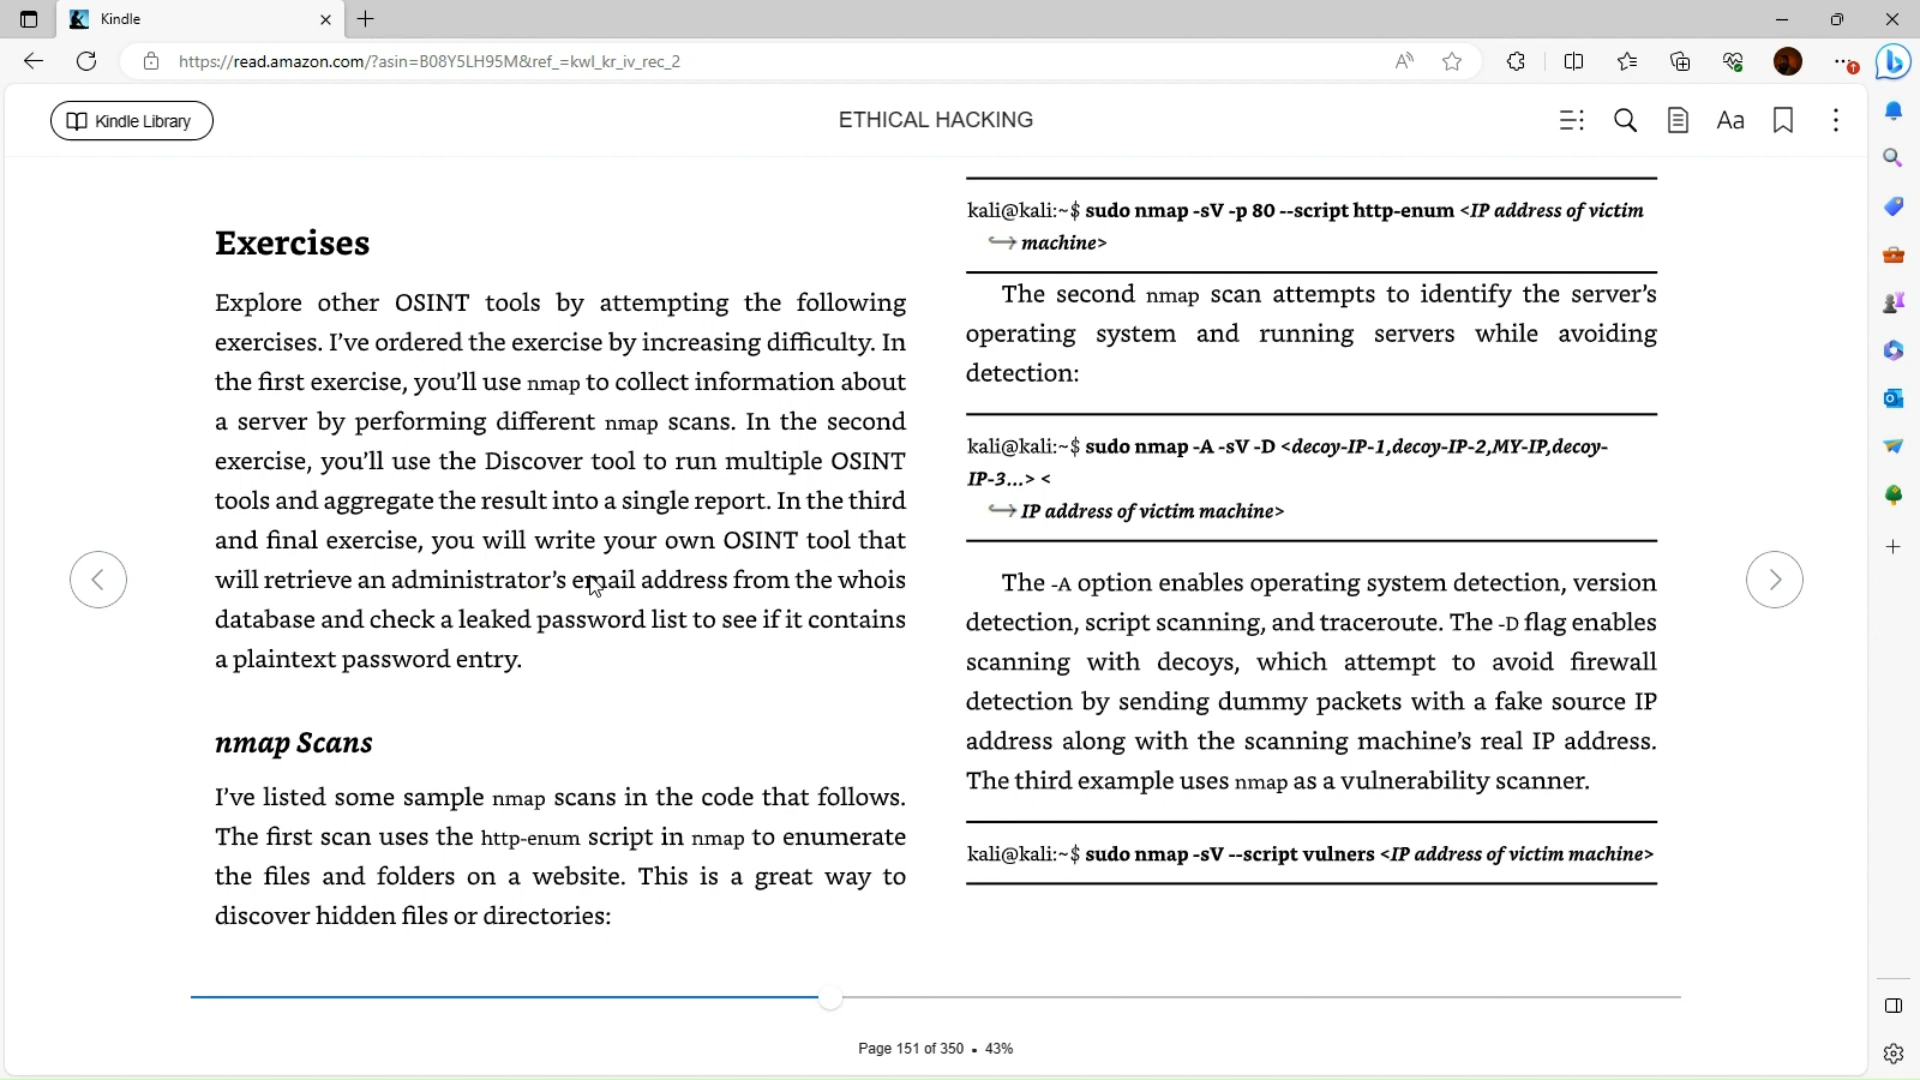 Kindle
https://read.amazon.com/?asin=B08Y5LH95M&ref_=kwl_kr_iv_rec_2
Kindle Library
ETHICAL HACKING
Aa
Exercises
Explore other OSINT tools by attempting the following
exercises. I've ordered the exercise by increasing difficulty. In
the first exercise, you'll use nmap to collect information about
a server by performing different nmap scans. In the second
exercise, you'll use the Discover tool to run multiple OSINT
tools and aggregate the result into a single report. In the third
and final exercise, you will write your own OSINT tool that
will retrieve an administrator's email address from the whois
database and check a leaked password list to see if it contains
a plaintext password entry.
nmap Scans
I've listed some sample nmap scans in the code that follows.
The first scan uses the http-enum script in nmap to enumerate
the files and folders on a website. This is a great way to
discover hidden files or directories:
kali@kali:~$ sudo nmap -sV -p 80 --script http-enum <IP address of victim
↪ machine>
The second nmap scan attempts to identify the server's
operating system and running servers while avoiding
detection:
kali@kali:~$ sudo nmap -A -sV -D <decoy-IP-1,decoy-IP-2,MY-IP,decoy-
IP-3...> <
↪ IP address of victim machine>
The -A option enables operating system detection, version
detection, script scanning, and traceroute. The -D flag enables
scanning with decoys, which attempt to avoid firewall
detection by sending dummy packets with a fake source IP
address along with the scanning machine's real IP address.
The third example uses nmap as a vulnerability scanner.
kali@kali:~$ sudo nmap -sV --script vulners <IP address of victim machine>
Page 151 of 350 • 43%